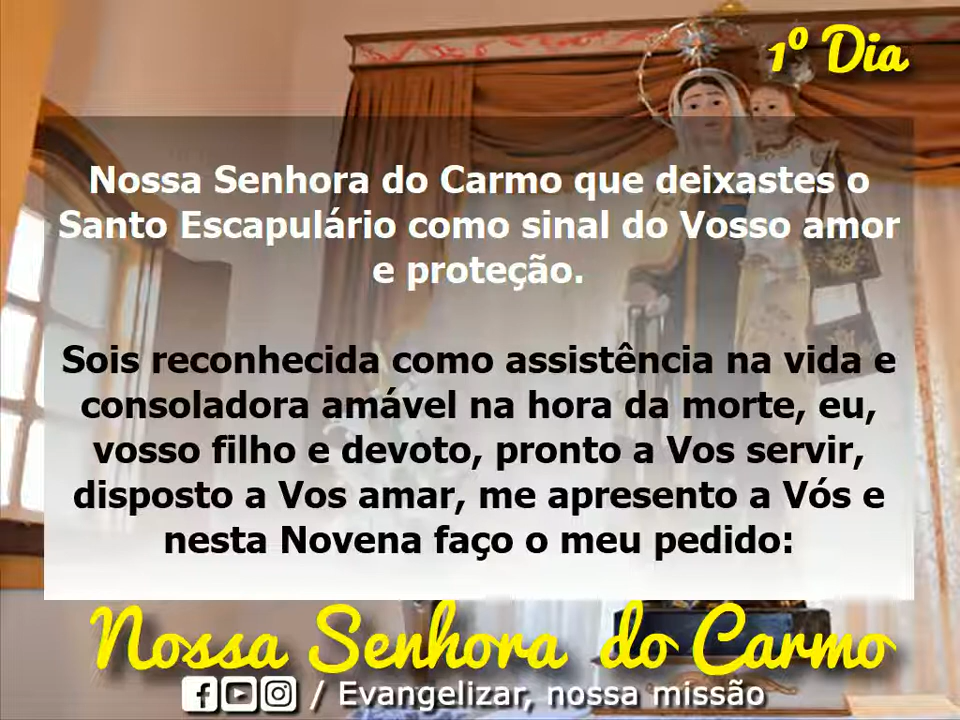 1º Dia
Nossa Senhora do Carmo que deixastes o
Santo Escapulário como sinal do Vosso amor
e proteção.
Sois reconhecida como assistência na vida e
consoladora amável na hora da morte, eu,
vosso filho e devoto, pronto a Vos servir,
disposto a Vos amar, me apresento a Vós e
nesta Novena faço o meu pedido:
Nossa Senhora do Carmo
/ Evangelizar, nossa missão